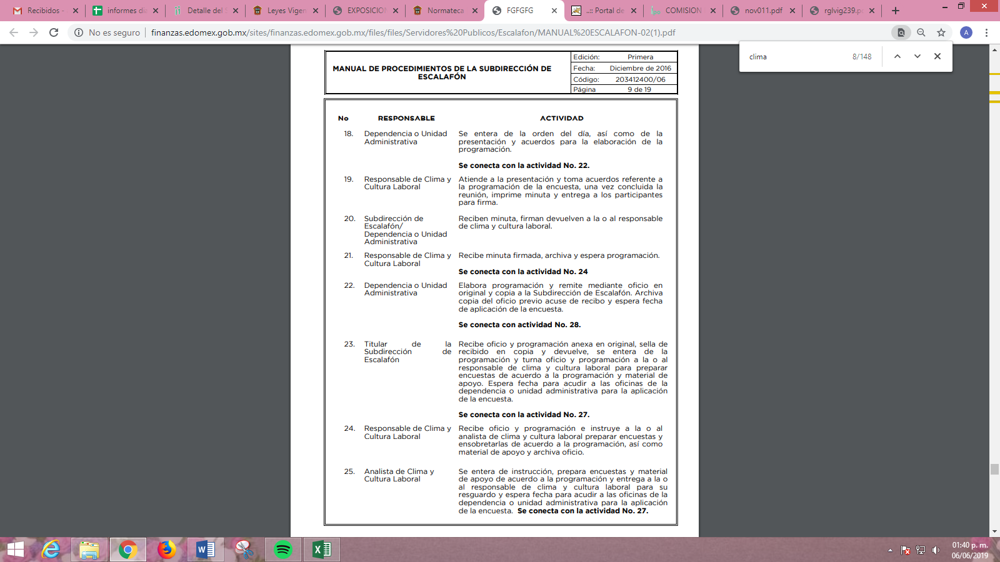 Recibidos -
informes di
Detalle del S
Leyes Vigen
EXPOSICION
Normateca
FGFGFG
..:: Portal de
COMISION
nov011.pdf
rglvig239.pd
No es seguro finanzas.edomex.gob.mx/sites/finanzas.edomex.gob.mx/files/files/Servidores%20Publicos/Escalafon/MANUAL%20ESCALAFON-02(1).pdf
A
clima 8/148
MANUAL DE PROCEDIMIENTOS DE LA SUBDIRECCIÓN DE
ESCALAFÓN
Edición: Primera
Fecha: Diciembre de 2016
Código: 203412400/06
Página 9 de 19
No RESPONSABLE ACTIVIDAD
18. Dependencia o Unidad
Administrativa
Se entera de la orden del día, así como de la
presentación y acuerdos para la elaboración de la
programación.
Se conecta con la actividad No. 22.
19. Responsable de Clima y
Cultura Laboral
Atiende a la presentación y toma acuerdos referente a
la programación de la encuesta, una vez concluida la
reunión, imprime minuta y entrega a los participantes
para firma.
20. Subdirección de
Escalafón/
Dependencia o Unidad
Administrativa
Reciben minuta, firman devuelven a la o al responsable
de clima y cultura laboral.
21. Responsable de Clima y
Cultura Laboral
Recibe minuta firmada, archiva y espera programación.
Se conecta con la actividad No. 24
22. Dependencia o Unidad
Administrativa
Elabora programación y remite mediante oficio en
original y copia a la Subdirección de Escalafón. Archiva
copia del oficio previo acuse de recibo y espera fecha
de aplicación de la encuesta.
Se conecta con actividad No. 28.
23. Titular de la
Subdirección de
Escalafón
Recibe oficio y programación anexa en original, sella de
recibido en copia y devuelve, se entera de la
programación y turna oficio y programación a la o al
responsable de clima y cultura laboral para preparar
encuestas de acuerdo a la programación y material de
apoyo. Espera fecha para acudir a las oficinas de la
dependencia o unidad administrativa para la aplicación
de la encuesta.
Se conecta con la actividad No. 27.
24. Responsable de Clima y
Cultura Laboral
Recibe oficio y programación e instruye a la o al
analista de clima y cultura laboral preparar encuestas y
ensobretarlas de acuerdo a la programación, así como
material de apoyo y archiva oficio.
25. Analista de Clima y
Cultura Laboral
Se entera de instrucción, prepara encuestas y material
de apoyo de acuerdo a la programación y entrega a la o
al responsable de clima y cultura laboral para su
resguardo y espera fecha para acudir a las oficinas de la
dependencia o unidad administrativa para la aplicación
de la encuesta. Se conecta con la actividad No. 27.
01:40 p. m.
06/06/2019